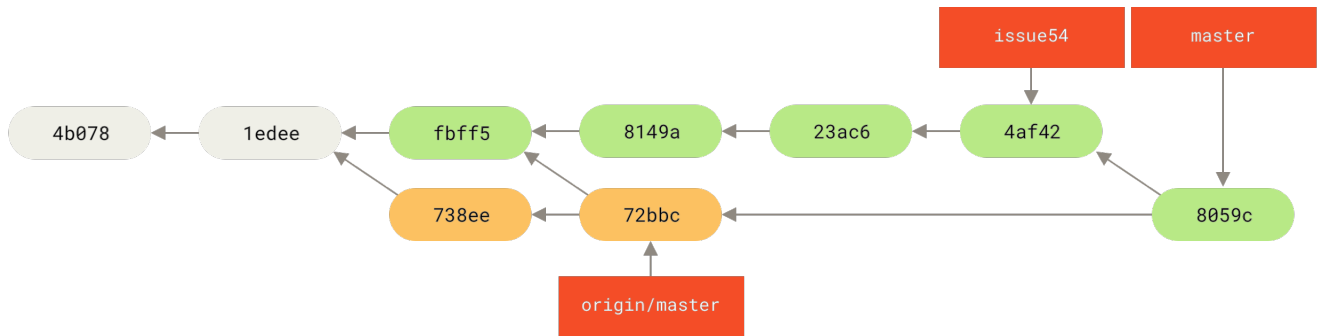 issue54
master
4b078
1edee
fbff5
8149a
23ac6
4af42
738ee
72bbc
8059c
origin/master